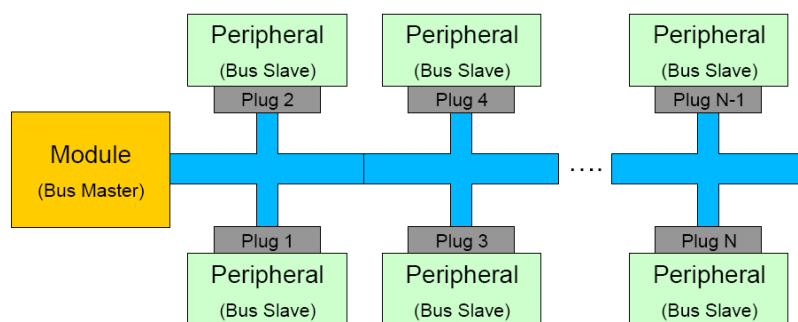 Peripheral
(Bus Slave)
Plug 2
Peripheral
(Bus Slave)
Plug 4
Peripheral
(Bus Slave)
Plug N-1
Module
(Bus Master)
....
Plug 1
Peripheral
(Bus Slave)
Plug 3
Peripheral
(Bus Slave)
Plug N
Peripheral
(Bus Slave)